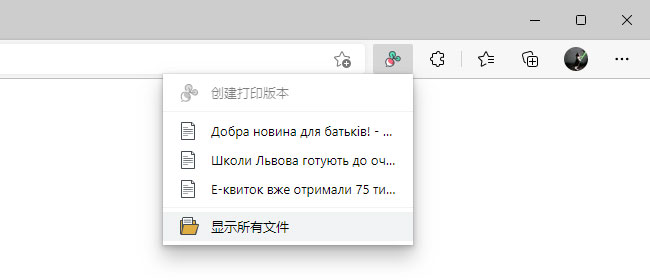 创建打印版本
Добра новина для батьків! - ...
Школи Львова готують до оч...
Е-квиток вже отримали 75 ти...
显示所有文件